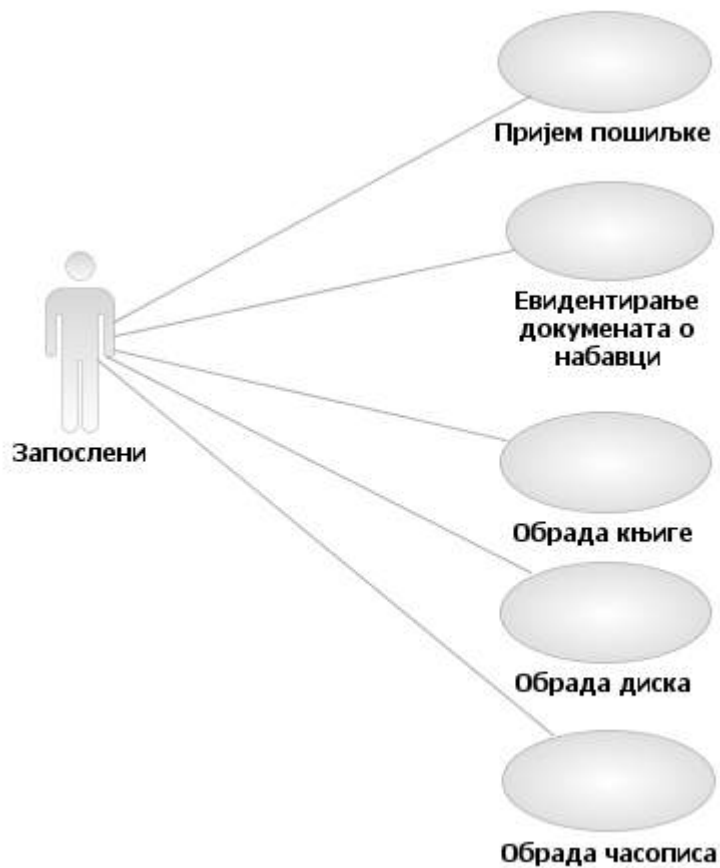 Пријем пошиљке
Евидентирање
докумената о
набавци
Запослени
Обрада књиге
Обрада диска
Обрада часописа